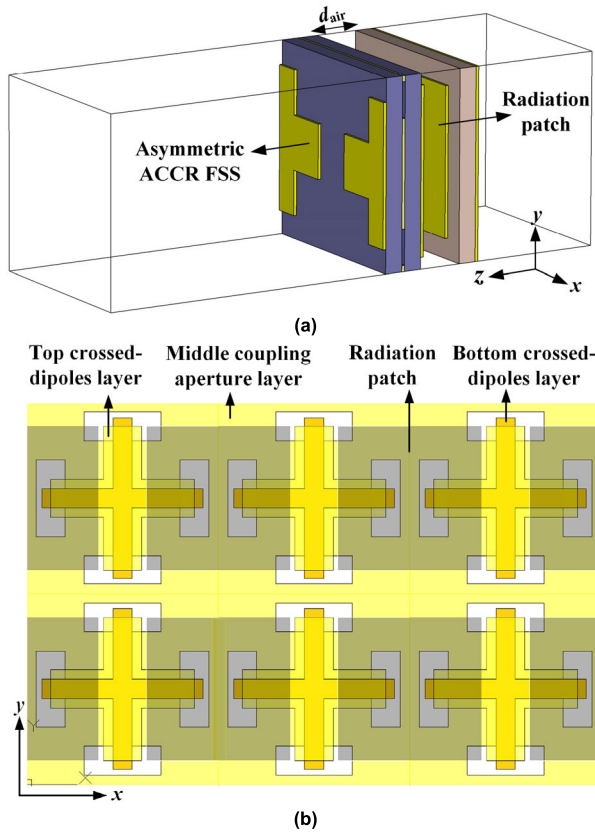 d_air
Radiation
patch
Asymmetric
ACCR FSS
y
z
x
(a)
Top crossed-
dipoles layer
Middle coupling
aperture layer
Radiation
patch
Bottom crossed-
dipoles layer
y
Y
X
x
(b)